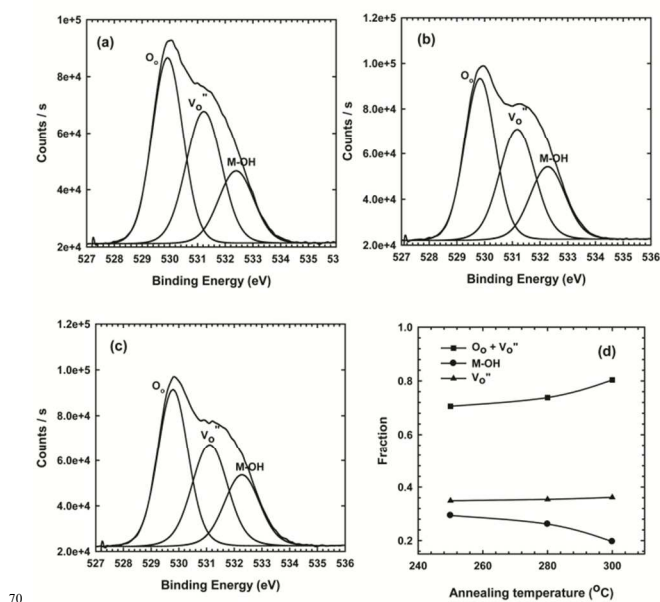 (a)
1e+5
8e+4
6e+4
4e+4
2e+4
Counts / s
Oo
Vo"
M-OH
527 528 529 530 531 532 533 534 535 53
Binding Energy (eV)
(b)
1.2e+5
1.0e+5
8.0e+4
6.0e+4
4.0e+4
2.0e+4
Counts / s
Oo
Vo"
M-OH
527 528 529 530 531 532 533 534 535 536
Binding Energy (eV)
(c)
1.2e+5
1.0e+5
8.0e+4
6.0e+4
4.0e+4
2.0e+4
Counts / s
Oo
Vo"
M-OH
527 528 529 530 531 532 533 534 535 536
Binding Energy (eV)
(d)
1.0
0.8
0.6
0.4
0.2
Fraction
Oo + Vo"
M-OH
Vo"
240 260 280 300 320
Annealing temperature (OC)
70